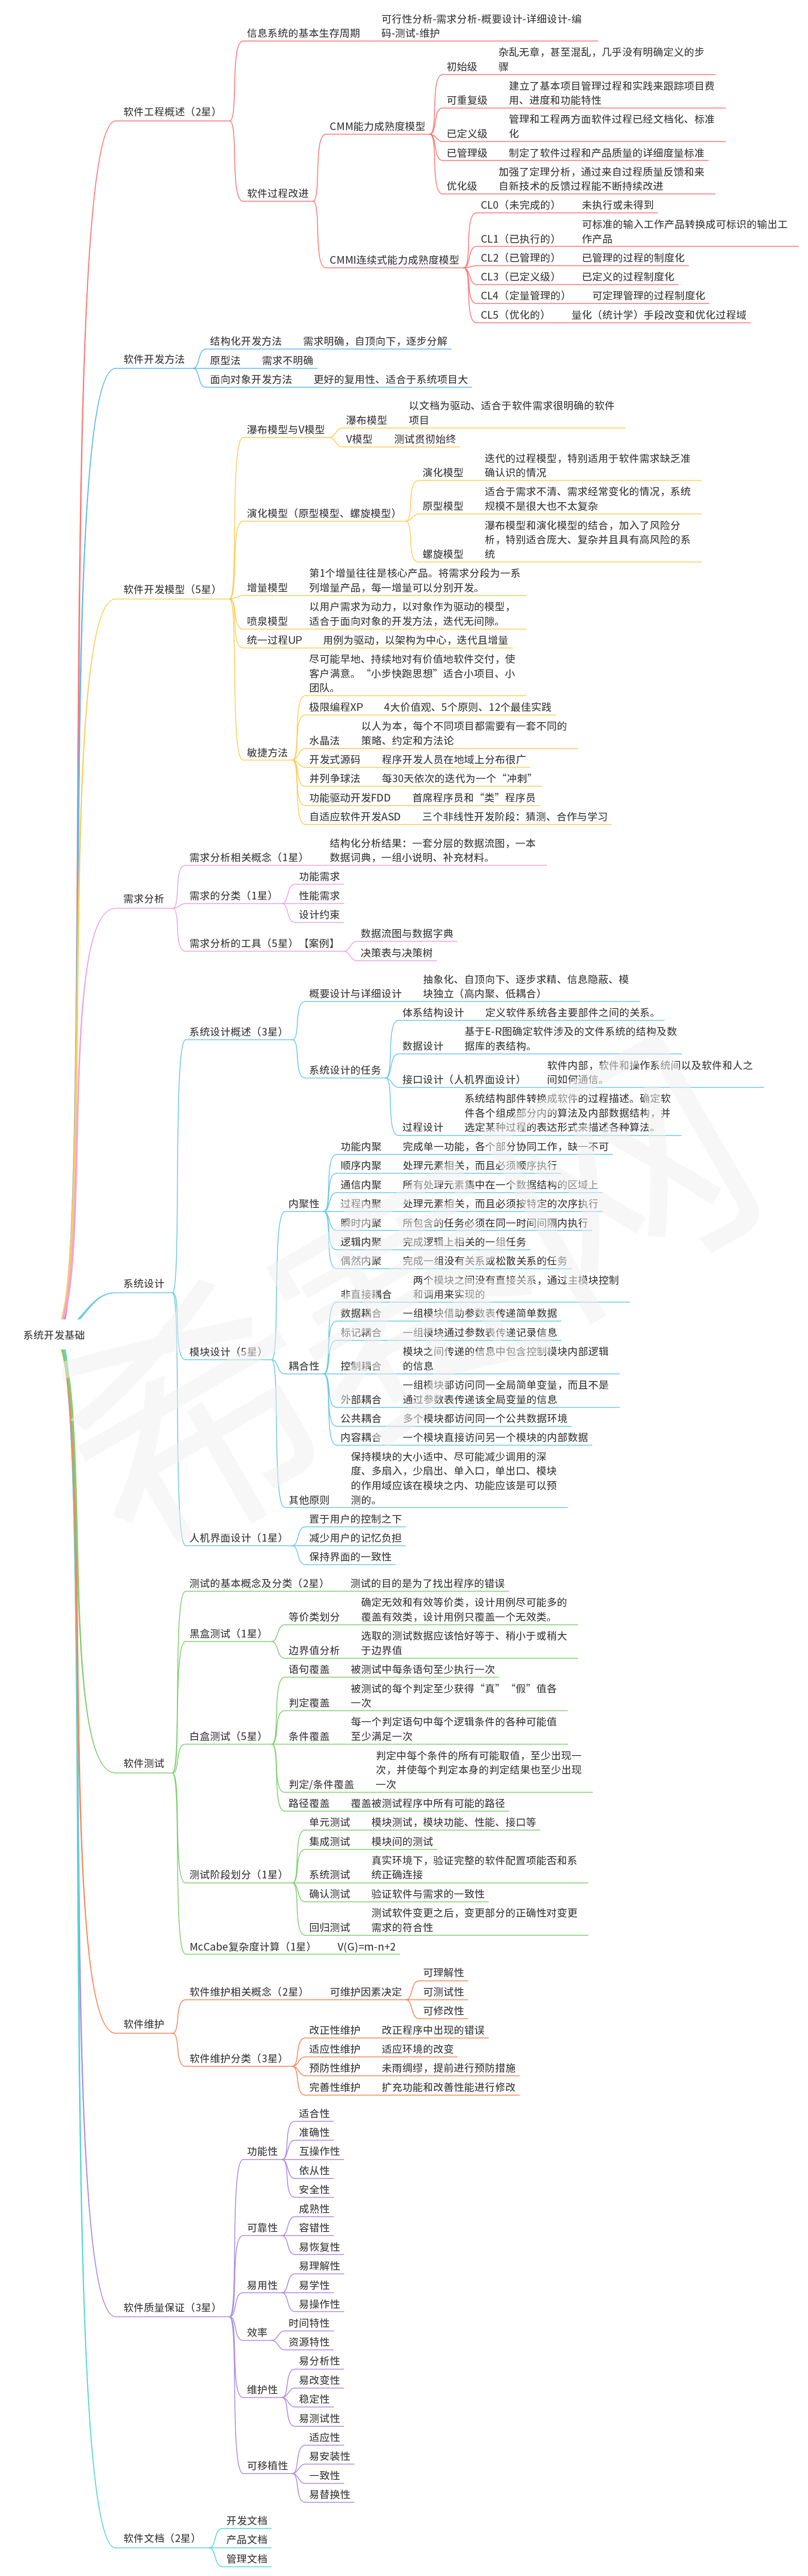 系统开发基础
软件工程概述（2星）
信息系统的基本生存周期
可行性分析-需求分析-概要设计-详细设计-编
码-测试-维护
软件过程改进
CMM能力成熟度模型
初始级
杂乱无章，甚至混乱，几乎没有明确定义的步
骤
可重复级
建立了基本项目管理过程和实践来跟踪项目费
用、进度和功能特性
已定义级
管理和工程两方面软件过程已经文档化、标准
化
已管理级
制定了软件过程和产品质量的详细度量标准
优化级
加强了定理分析，通过来自过程质量反馈和来
自新技术的反馈过程能不断持续改进
CMMI连续式能力成熟度模型
CL0（未完成的）
未执行或未得到
CL1（已执行的）
可标准的输入工作产品转换成可标识的输出工
作产品
CL2（已管理的）
已管理的过程的制度化
CL3（已定义级）
已定义的过程制度化
CL4（定量管理的）
可定理管理的过程制度化
CL5（优化的）
量化（统计学）手段改变和优化过程域
软件开发方法
结构化开发方法
需求明确，自顶向下，逐步分解
原型法
需求不明确
面向对象开发方法
更好的复用性、适合于系统项目大
软件开发模型（5星）
瀑布模型与V模型
瀑布模型
以文档为驱动、适合于软件需求很明确的软件
项目
V模型
测试贯彻始终
演化模型（原型模型、螺旋模型）
演化模型
迭代的过程模型，特别适用于软件需求缺乏准
确认识的情况
原型模型
适合于需求不清、需求经常变化的情况，系统
规模不是很大也不太复杂
螺旋模型
瀑布模型和演化模型的结合，加入了风险分
析，特别适合庞大、复杂并且具有高风险的系
统
增量模型
第1个增量往往是核心产品。将需求分段为一系
列增量产品，每一增量可以分别开发。
喷泉模型
以用户需求为动力，以对象作为驱动的模型，
适合于面向对象的开发方法，迭代无间隙。
统一过程UP
用例为驱动，以架构为中心，迭代且增量
敏捷方法
尽可能早地、持续地对有价值地软件交付，使
客户满意。“小步快跑思想”适合小项目、小
团队。
极限编程XP
4大价值观、5个原则、12个最佳实践
水晶法
以人为本，每个不同项目都需要有一套不同的
策略、约定和方法论
开发式源码
程序开发人员在地域上分布很广
并列争球法
每30天依次的迭代为一个“冲刺”
功能驱动开发FDD
首席程序员和“类”程序员
自适应软件开发ASD
三个非线性开发阶段：猜测、合作与学习
需求分析
需求分析相关概念（1星）
结构化分析结果：一套分层的数据流图，一本
数据词典，一组小说明、补充材料。
需求的分类（1星）
功能需求
性能需求
设计约束
需求分析的工具（5星）【案例】
数据流图与数据字典
决策表与决策树
系统设计
系统设计概述（3星）
概要设计与详细设计
抽象化、自顶向下、逐步求精、信息隐蔽、模
块独立（高内聚、低耦合）
系统设计的任务
体系结构设计
定义软件系统各主要部件之间的关系。
数据设计
基于E-R图确定软件涉及的文件系统的结构及数
据库的表结构。
接口设计（人机界面设计）
软件内部，软件和操作系统间以及软件和人之
间如何通信。
过程设计
系统结构部件转换成软件的过程描述。确定软
件各个组成部分内的算法及内部数据结构，并
选定某种过程的表达形式来描述各种算法。
模块设计（5星）
内聚性
功能内聚
完成单一功能，各个部分协同工作，缺一不可
顺序内聚
处理元素相关，而且必须顺序执行
通信内聚
所有处理元素集中在一个数据结构的区域上
过程内聚
处理元素相关，而且必须按特定的次序执行
瞬时内聚
所包含的任务必须在同一时间间隔内执行
逻辑内聚
完成逻辑上相关的一组任务
偶然内聚
完成一组没有关系或松散关系的任务
耦合性
非直接耦合
两个模块之间没有直接关系，通过主模块控制
和调用来实现的
数据耦合
一组模块借助参数表传递简单数据
标记耦合
一组模块通过参数表传递记录信息
控制耦合
模块之间传递的信息中包含控制模块内部逻辑
的信息
外部耦合
一组模块都访问同一全局简单变量，而且不是
通过参数表传递该全局变量的信息
公共耦合
多个模块都访问同一个公共数据环境
内容耦合
一个模块直接访问另一个模块的内部数据
其他原则
保持模块的大小适中、尽可能减少调用的深
度、多扇入，少扇出、单入口，单出口、模块
的作用域应该在模块之内、功能应该是可以预
测的。
人机界面设计（1星）
置于用户的控制之下
减少用户的记忆负担
保持界面的一致性
软件测试
测试的基本概念及分类（2星）
测试的目的是为了找出程序的错误
黑盒测试（1星）
等价类划分
确定无效和有效等价类，设计用例尽可能多的
覆盖有效类，设计用例只覆盖一个无效类。
边界值分析
选取的测试数据应该恰好等于、稍小于或稍大
于边界值
白盒测试（5星）
语句覆盖
被测试中每条语句至少执行一次
判定覆盖
被测试的每个判定至少获得“真”“假”值各
一次
条件覆盖
每一个判定语句中每个逻辑条件的各种可能值
至少满足一次
判定/条件覆盖
判定中每个条件的所有可能取值，至少出现一
次，并使每个判定本身的判定结果也至少出现
一次
路径覆盖
覆盖被测试程序中所有可能的路径
测试阶段划分（1星）
单元测试
模块测试，模块功能、性能、接口等
集成测试
模块间的测试
系统测试
真实环境下，验证完整的软件配置项能否和系
统正确连接
确认测试
验证软件与需求的一致性
回归测试
测试软件变更之后，变更部分的正确性对变更
需求的符合性
McCabe复杂度计算（1星）
V(G)=m-n+2
软件维护
软件维护相关概念（2星）
可维护因素决定
可理解性
可测试性
可修改性
软件维护分类（3星）
改正性维护
改正程序中出现的错误
适应性维护
适应环境的改变
预防性维护
未雨绸缪，提前进行预防措施
完善性维护
扩充功能和改善性能进行修改
软件质量保证（3星）
功能性
适合性
准确性
互操作性
依从性
安全性
可靠性
成熟性
容错性
易恢复性
易用性
易理解性
易学性
易操作性
效率
时间特性
资源特性
维护性
易分析性
易改变性
稳定性
易测试性
可移植性
适应性
易安装性
一致性
易替换性
软件文档（2星）
开发文档
产品文档
管理文档
希赛网